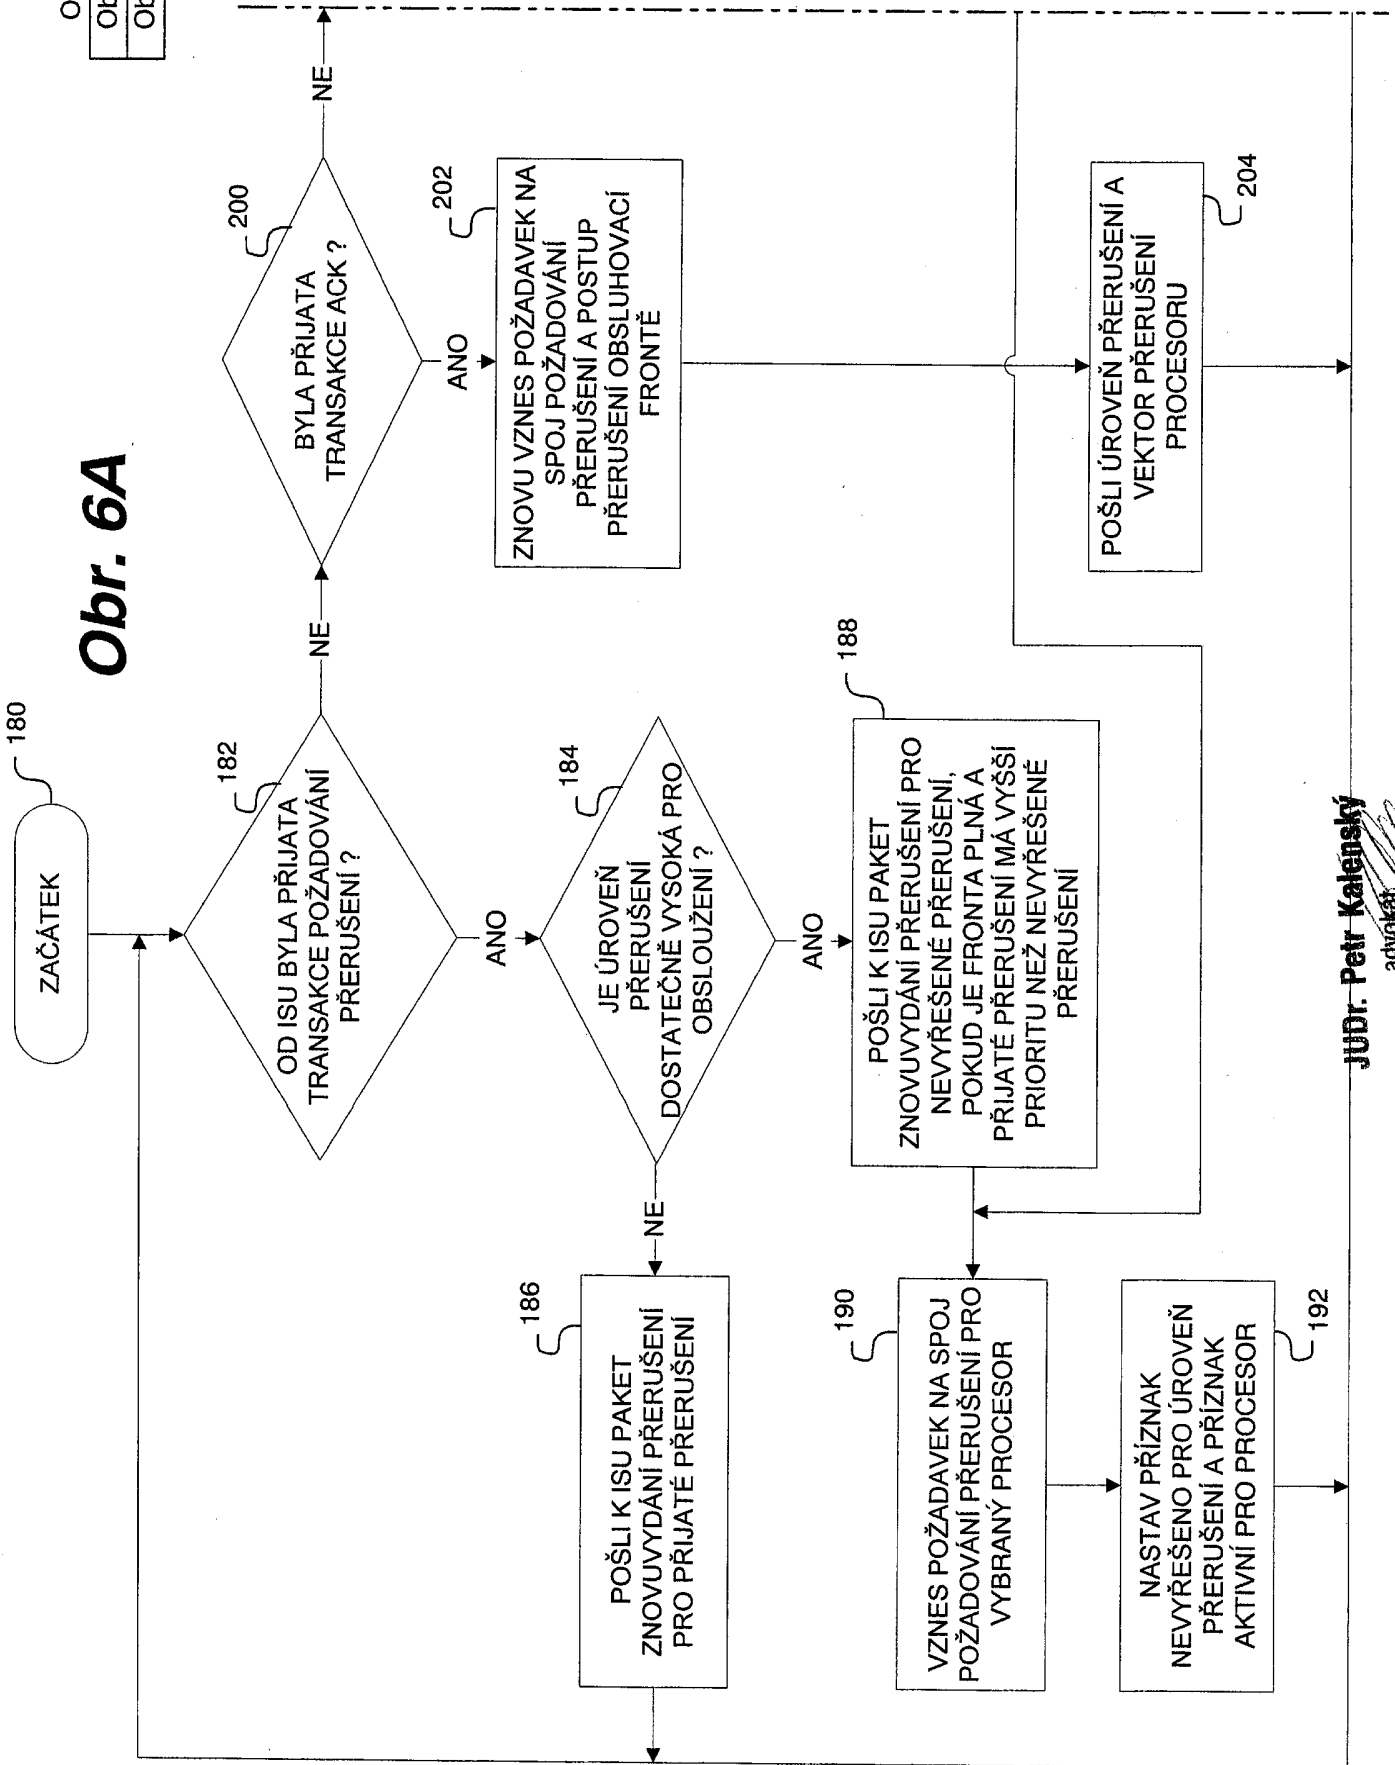 Obr. 6A
180
ZAČÁTEK
182
OD ISU BYLA PŘIJATA
TRANSAKCE POŽADOVÁNÍ
PŘERUŠENÍ ?
NE
ANO
200
BYLA PŘIJATA
TRANSAKCE ACK ?
NE
ANO
202
ZNOVU VZNES POŽADAVEK NA
SPOJ POŽADOVÁNÍ
PŘERUŠENÍ A POSTUP
PŘERUŠENÍ OBSLUHOVACÍ
FRONTĚ
204
POŠLI ÚROVEŇ PŘERUŠENÍ A
VEKTOR PŘERUŠENÍ
PROCESORU
184
JE ÚROVEŇ
PŘERUŠENÍ
DOSTATEČNĚ VYSOKÁ PRO
OBSLOUŽENÍ ?
NE
ANO
186
POŠLI K ISU PAKET
ZNOVUVYDÁNÍ PŘERUŠENÍ
PRO PŘIJATÉ PŘERUŠENÍ
188
POŠLI K ISU PAKET
ZNOVUVYDÁNÍ PŘERUŠENÍ PRO
NEVYŘEŠENÉ PŘERUŠENÍ,
POKUD JE FRONTA PLNÁ A
PŘIJATÉ PŘERUŠENÍ MÁ VYŠŠÍ
PRIORITU NEŽ NEVYŘEŠENÉ
PŘERUŠENÍ
190
VZNES POŽADAVEK NA SPOJ
POŽADOVÁNÍ PŘERUŠENÍ PRO
VYBRANÝ PROCESOR
192
NASTAV PŘÍZNAK
NEVYŘEŠENO PRO ÚROVEŇ
PŘERUŠENÍ A PŘÍZNAK
AKTIVNÍ PRO PROCESOR
JUDr. Petr Kalenský
advokát